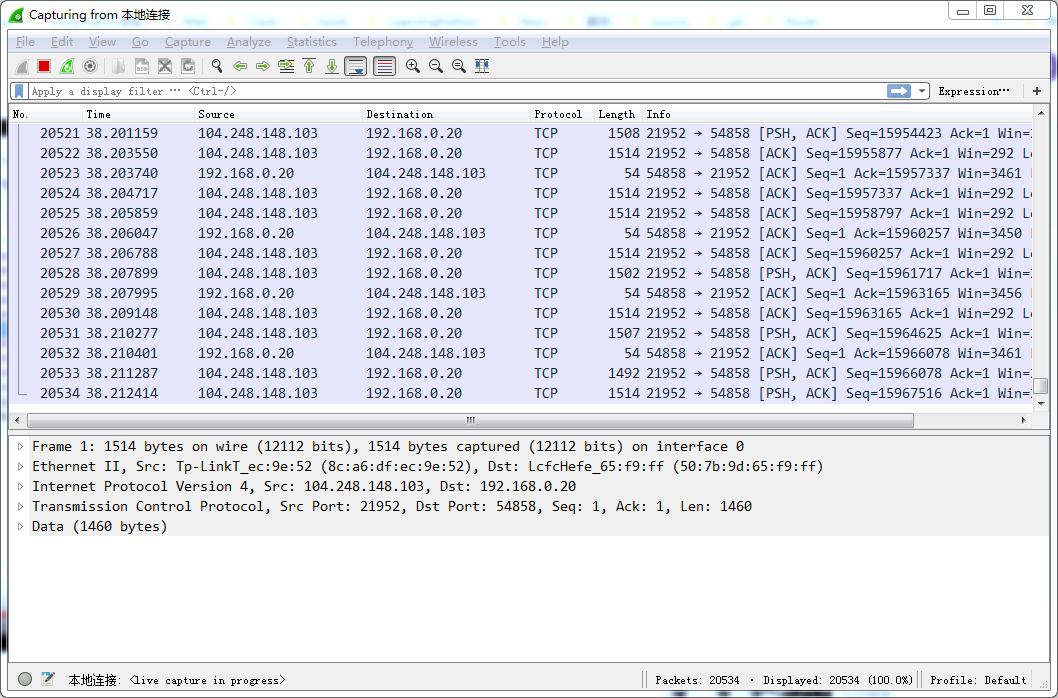 Capturing from 本地连接
File Edit View Go Capture Analyze Statistics Telephony Wireless Tools Help
Apply a display filter ··· <Ctrl-/> Expression··· +
No. Time Source Destination Protocol Length Info
20521 38.201159 104.248.148.103 192.168.0.20 TCP 1508 21952 → 54858 [PSH, ACK] Seq=15954423 Ack=1 Win=
20522 38.203550 104.248.148.103 192.168.0.20 TCP 1514 21952 → 54858 [ACK] Seq=15955877 Ack=1 Win=292 L
20523 38.203740 192.168.0.20 104.248.148.103 TCP 54 54858 → 21952 [ACK] Seq=1 Ack=15957337 Win=3461
20524 38.204717 104.248.148.103 192.168.0.20 TCP 1514 21952 → 54858 [ACK] Seq=15957337 Ack=1 Win=292 L
20525 38.205859 104.248.148.103 192.168.0.20 TCP 1514 21952 → 54858 [ACK] Seq=15958797 Ack=1 Win=292 L
20526 38.206047 192.168.0.20 104.248.148.103 TCP 54 54858 → 21952 [ACK] Seq=1 Ack=15960257 Win=3450
20527 38.206788 104.248.148.103 192.168.0.20 TCP 1514 21952 → 54858 [ACK] Seq=15960257 Ack=1 Win=292 L
20528 38.207899 104.248.148.103 192.168.0.20 TCP 1502 21952 → 54858 [PSH, ACK] Seq=15961717 Ack=1 Win=
20529 38.207995 192.168.0.20 104.248.148.103 TCP 54 54858 → 21952 [ACK] Seq=1 Ack=15963165 Win=3456
20530 38.209148 104.248.148.103 192.168.0.20 TCP 1514 21952 → 54858 [ACK] Seq=15963165 Ack=1 Win=292 L
20531 38.210277 104.248.148.103 192.168.0.20 TCP 1507 21952 → 54858 [PSH, ACK] Seq=15964625 Ack=1 Win=
20532 38.210401 192.168.0.20 104.248.148.103 TCP 54 54858 → 21952 [ACK] Seq=1 Ack=15966078 Win=3461
20533 38.211287 104.248.148.103 192.168.0.20 TCP 1492 21952 → 54858 [PSH, ACK] Seq=15966078 Ack=1 Win=
20534 38.212414 104.248.148.103 192.168.0.20 TCP 1514 21952 → 54858 [PSH, ACK] Seq=15967516 Ack=1 Win=
Frame 1: 1514 bytes on wire (12112 bits), 1514 bytes captured (12112 bits) on interface 0
Ethernet II, Src: Tp-LinkT_ec:9e:52 (8c:a6:df:ec:9e:52), Dst: LcfcHefe_65:f9:ff (50:7b:9d:65:f9:ff)
Internet Protocol Version 4, Src: 104.248.148.103, Dst: 192.168.0.20
Transmission Control Protocol, Src Port: 21952, Dst Port: 54858, Seq: 1, Ack: 1, Len: 1460
Data (1460 bytes)
本地连接: <live capture in progress> Packets: 20534 · Displayed: 20534 (100.0%) Profile: Default